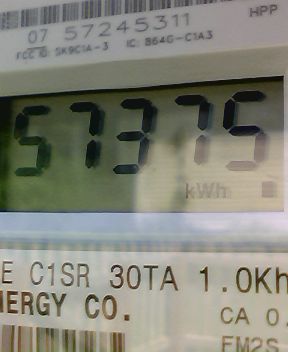 HPP
07 57245311
FCC ID: SK9C1A-3 IC: 864G-C1A3
57375
kWh
E C1SR 30TA 1.0Kh
NERGY CO.
CA 0.
FM2S